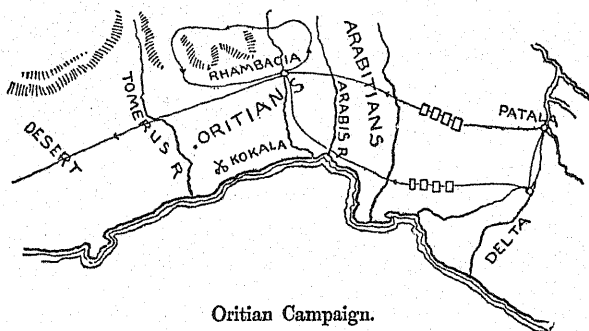 RHAMBACIA
TOMERUS R
ORITIANS
ARABIS R
ARABITIANS
PATALA
DESERT
KOKALA
DELTA
Oritian Campaign.